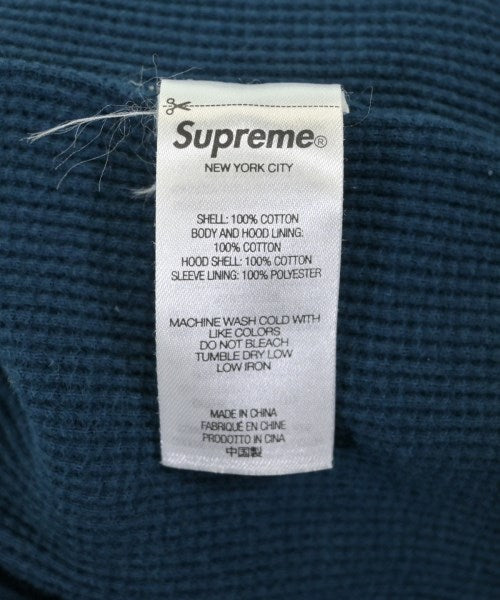 Supreme®
NEW YORK CITY
SHELL: 100% COTTON
BODY AND HOOD LINING:
100% COTTON
HOOD SHELL: 100% COTTON
SLEEVE LINING: 100% POLYESTER
MACHINE WASH COLD WITH
LIKE COLORS
DO NOT BLEACH
TUMBLE DRY LOW
LOW IRON
MADE IN CHINA
FABRIQUÉ EN CHINE
PRODOTTO IN CINA
中国製